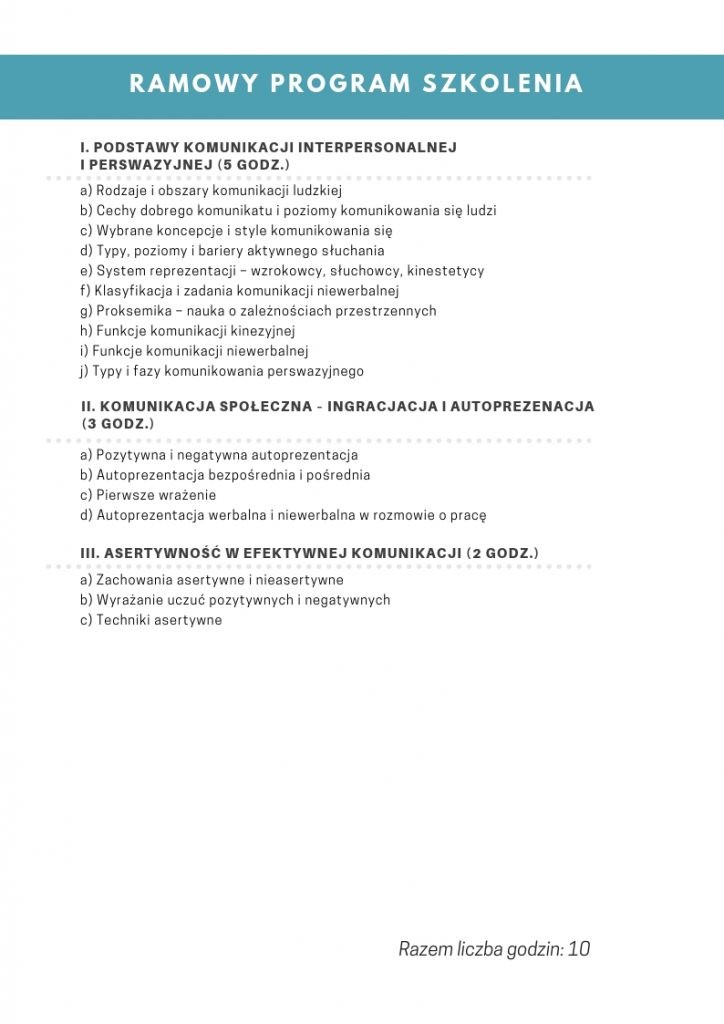 RAMOWY PROGRAM SZKOLENIA
I. PODSTAWY KOMUNIKACJI INTERPERSONALNEJ
I PERSWAZYJNEJ (5 GODZ.)
a) Rodzaje i obszary komunikacji ludzkiej
b) Cechy dobrego komunikatu i poziomy komunikowania się ludzi
c) Wybrane koncepcje i style komunikowania się
d) Typy, poziomy i bariery aktywnego słuchania
e) System reprezentacji – wzrokowcy, słuchowcy, kinestetycy
f) Klasyfikacja i zadania komunikacji niewerbalnej
g) Proksemika – nauka o zależnościach przestrzennych
h) Funkcje komunikacji kinezyjnej
i) Funkcje komunikacji niewerbalnej
j) Typy i fazy komunikowania perswazyjnego
II. KOMUNIKACJA SPOŁECZNA - INGRACJACJA I AUTOPREZENACJA
(3 GODZ.)
a) Pozytywna i negatywna autoprezentacja
b) Autoprezentacja bezpośrednia i pośrednia
c) Pierwsze wrażenie
d) Autoprezentacja werbalna i niewerbalna w rozmowie o pracę
III. ASERTYWNOŚĆ W EFEKTYWNEJ KOMUNIKACJI (2 GODZ.)
a) Zachowania asertywne i nieasertywne
b) Wyrażanie uczuć pozytywnych i negatywnych
c) Techniki asertywne
Razem liczba godzin: 10